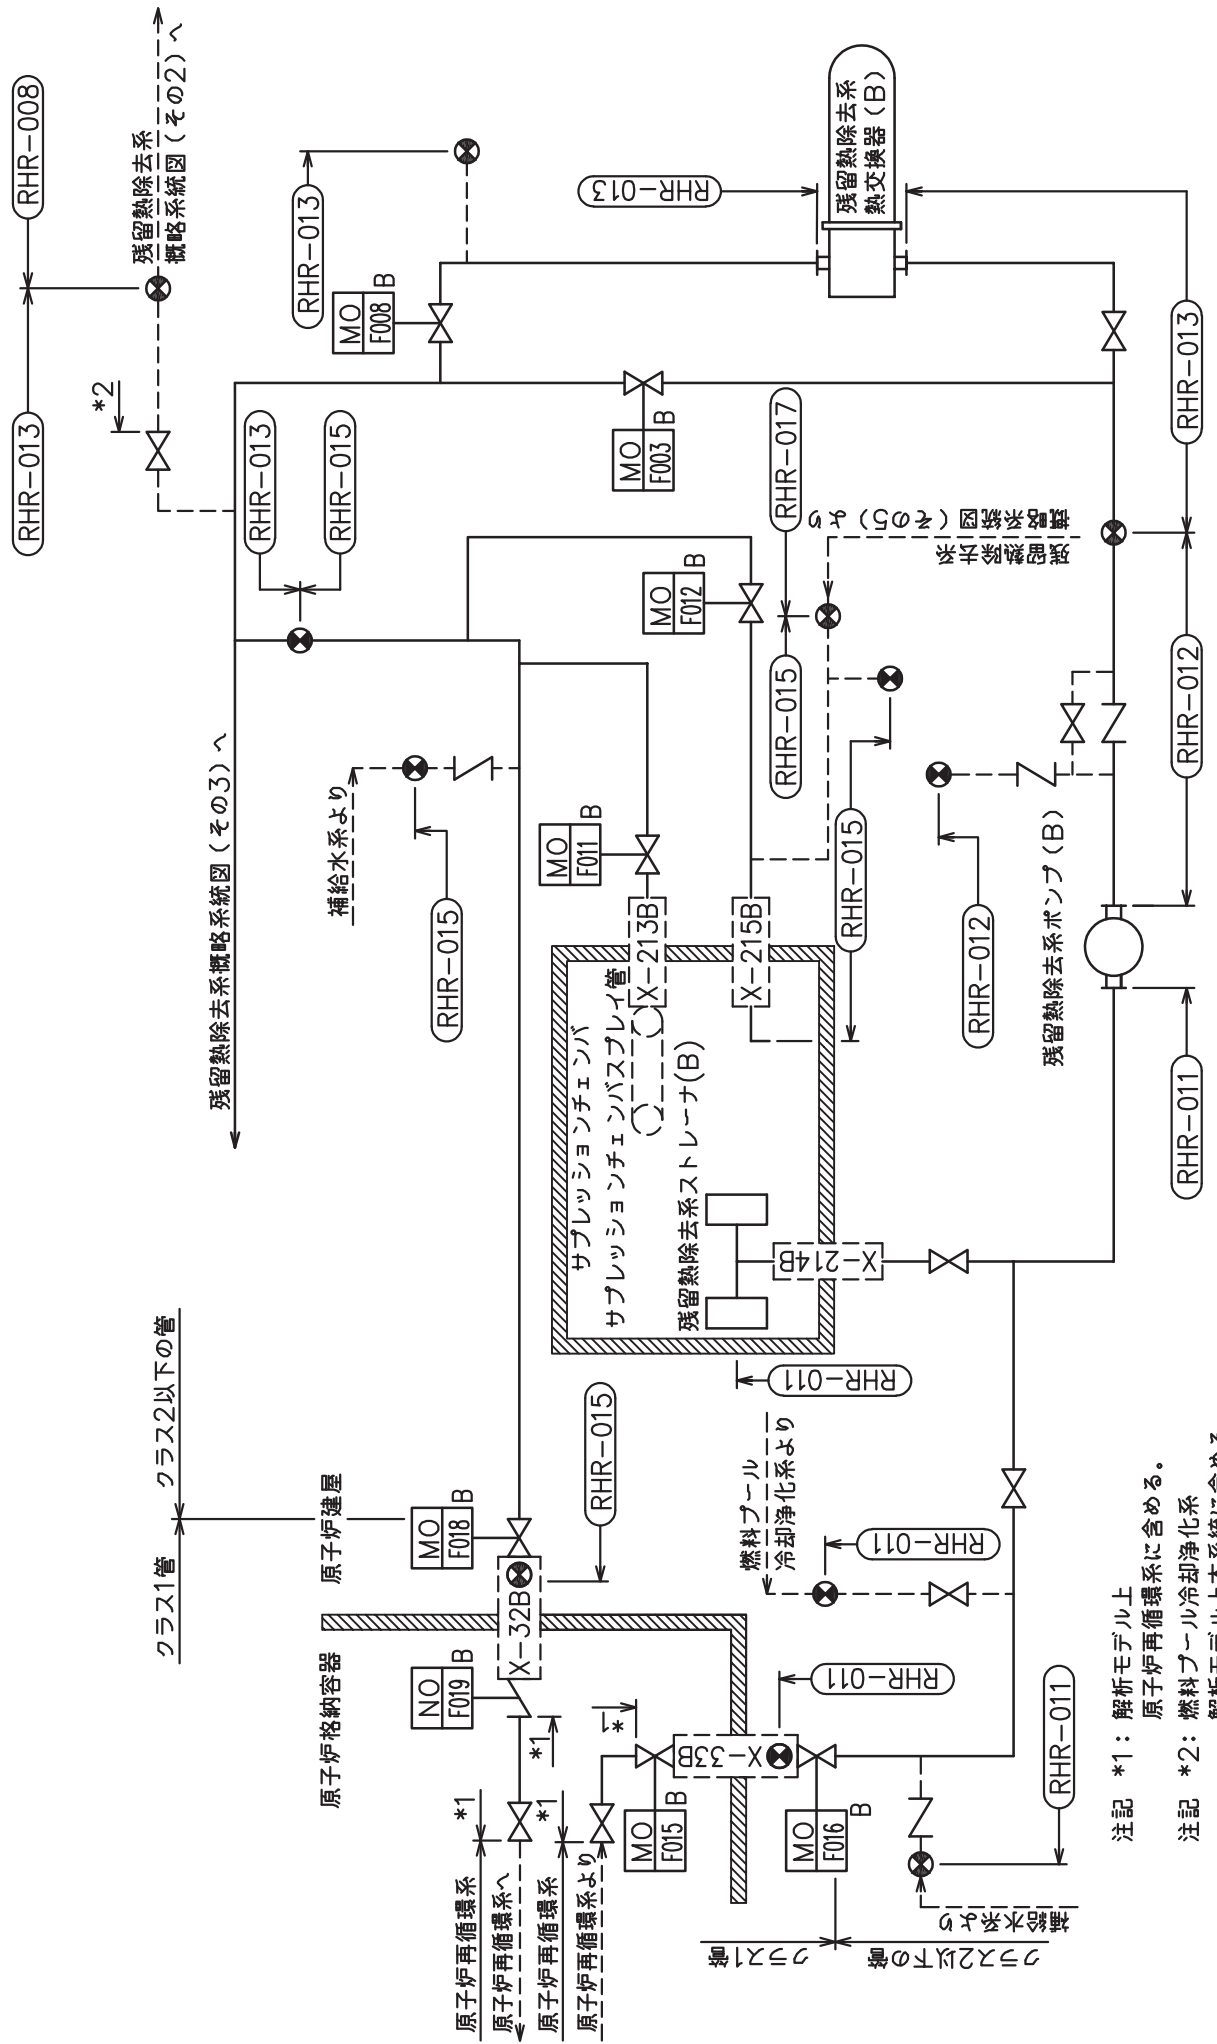 クラス1管
クラス2以下の管
原子炉格納容器
原子炉建屋
原子炉再循環系
原子炉再循環系へ
原子炉再循環系
原子炉再循環系より
*1
*1
*1
*1
NO
F019
B
X-32B
MO
F018
B
RHR-015
MO
F015
B
X-33B
MO
F016
B
RHR-011
クラス1管
クラス2以下の管
補給水系より
RHR-011
燃料プール
冷却浄化系より
RHR-011
残留熱除去系概略系統図（その3）へ
補給水系より
RHR-015
サプレッションチェンバ
サプレッションチェンバスプレイ管
残留熱除去系ストレーナ(B)
X-213B
X-215B
X-214B
RHR-011
MO
F011
B
MO
F012
B
RHR-015
RHR-015
RHR-017
残留熱除去系
概略系統図（その5）より
RHR-013
RHR-015
RHR-013
RHR-008
*2
残留熱除去系
概略系統図（その2）へ
MO
F008
B
RHR-013
MO
F003
B
RHR-013
残留熱除去系
熱交換器（B）
残留熱除去系ポンプ（B）
RHR-012
RHR-011
RHR-012
RHR-013
注記 *1：解析モデル上
原子炉再循環系に含める。
注記 *2：燃料プール冷却浄化系